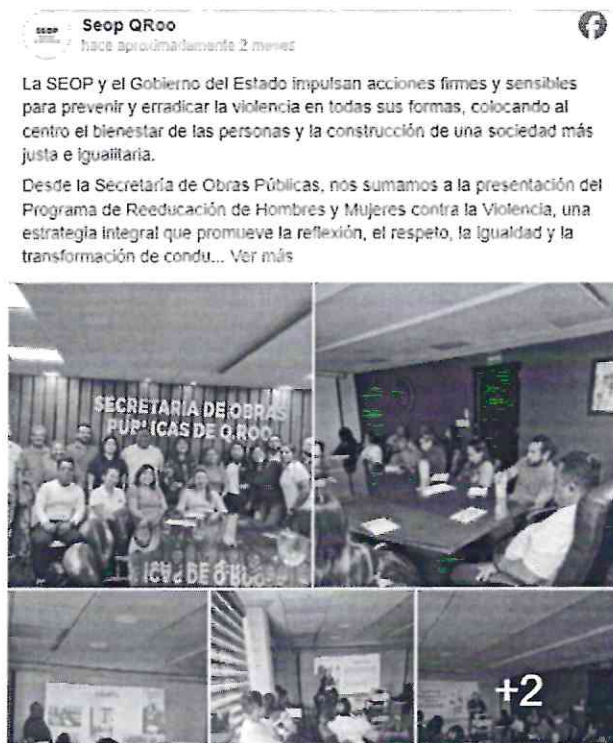 SEOP
Seop QRoo
hace aproximadamente 2 meses
La SEOP y el Gobierno del Estado impulsan acciones firmes y sensibles
para prevenir y erradicar la violencia en todas sus formas, colocando al
centro el bienestar de las personas y la construcción de una sociedad más
justa e igualitaria.
Desde la Secretaría de Obras Públicas, nos sumamos a la presentación del
Programa de Reeducación de Hombres y Mujeres contra la Violencia, una
estrategia integral que promueve la reflexión, el respeto, la igualdad y la
transformación de condu... Ver más
SECRETARÍA DE OBRAS
PÚBLICAS DE Q.ROO
+2